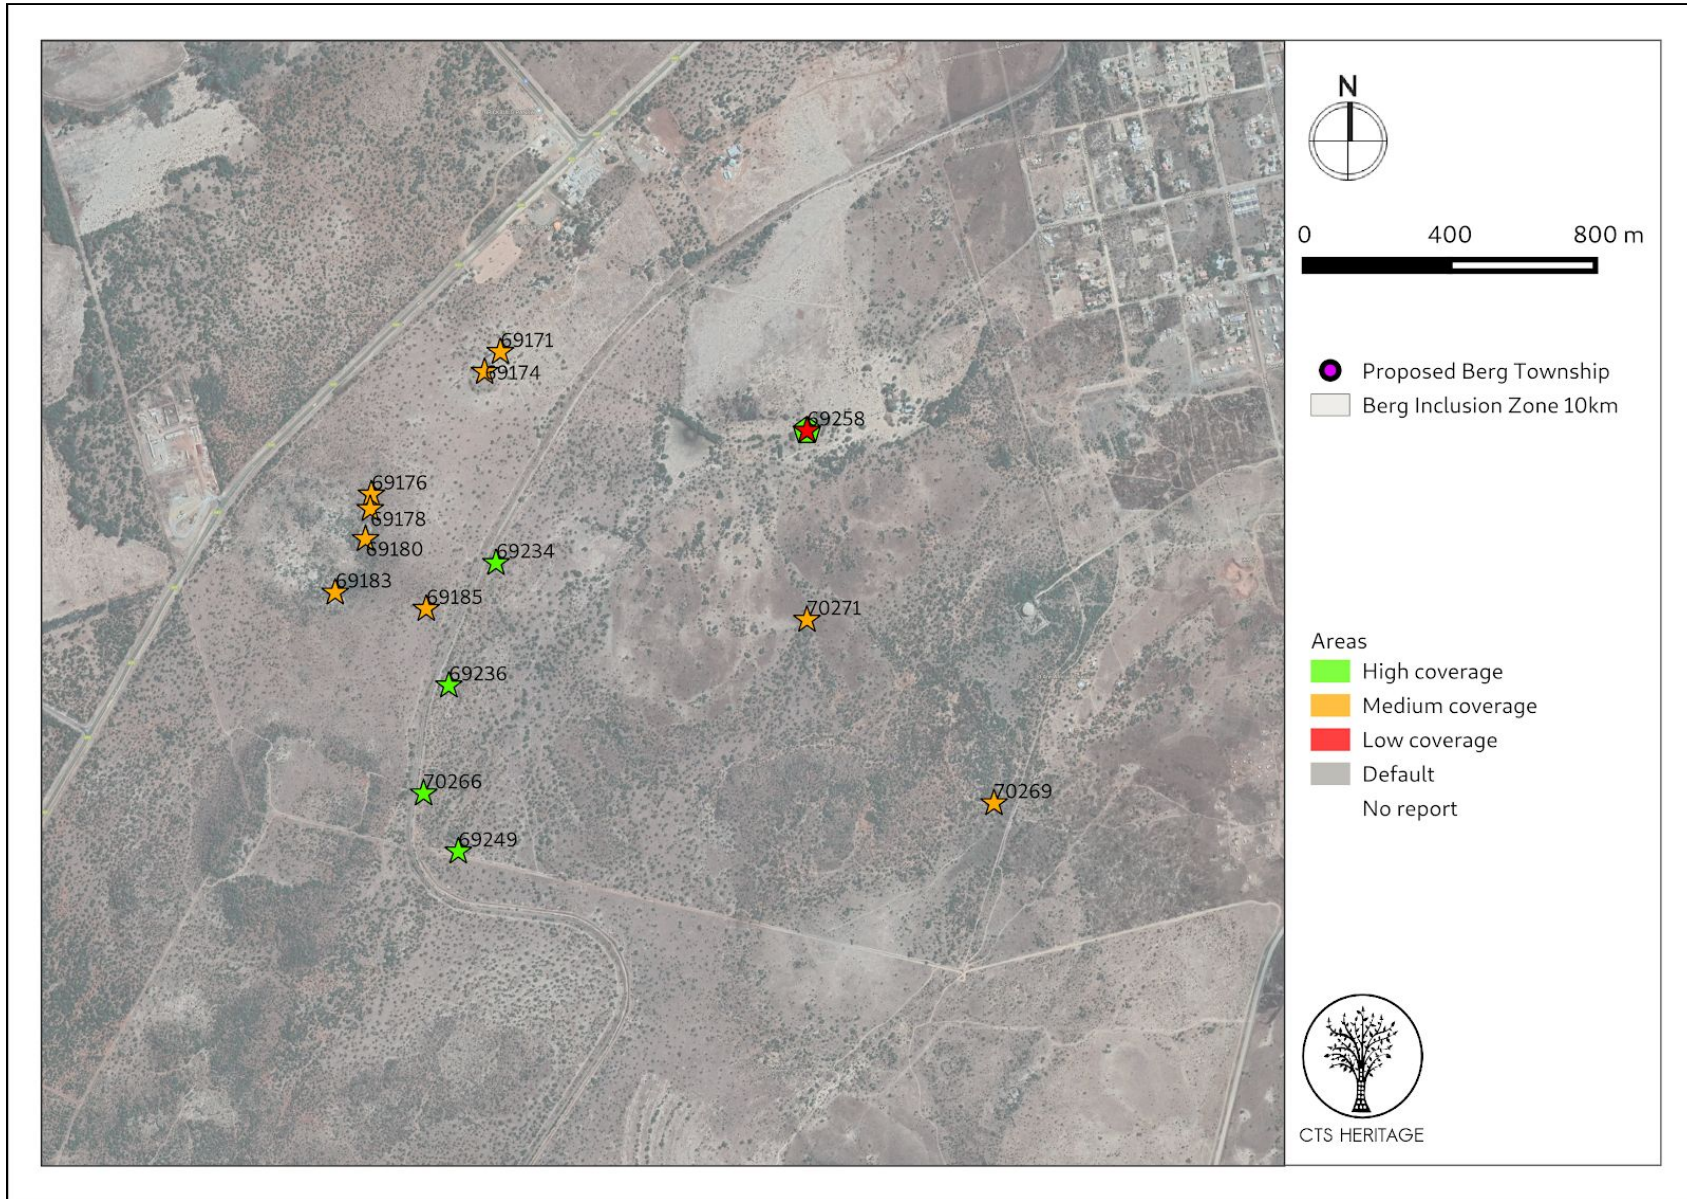 N
0 400 800 m
69171
69174
69258
Proposed Berg Township
Berg Inclusion Zone 10km
69176
69178
69180
69234
69183
69185
70271
69236
Areas
High coverage
Medium coverage
Low coverage
Default
No report
70266
70269
69249
CTS HERITAGE